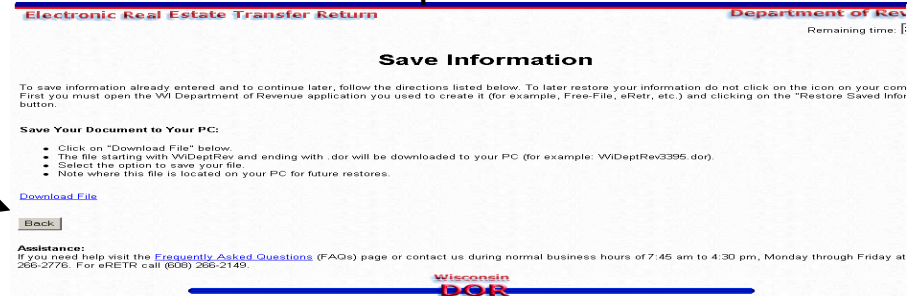 Electronic Real Estate Transfer Return Department of Rev
Remaining time:
Save Information
To save information already entered and to continue later, follow the directions listed below. To later restore your information do not click on the icon on your com
First you must open the WI Department of Revenue application you used to create it (for example, Free-File, eRetr, etc.) and clicking on the "Restore Saved Infor
button.
Save Your Document to Your PC:
• Click on "Download File" below.
• The file starting with WiDeptRev and ending with .dor will be downloaded to your PC (for example: WiDeptRev3395.dor).
• Select the option to save your file.
• Note where this file is located on your PC for future restores.
Download File
Back
Assistance:
If you need help visit the Frequently Asked Questions (FAQs) page or contact us during normal business hours of 7:45 am to 4:30 pm, Monday through Friday at
266-2776. For eRETR call (608) 266-2149.
Wisconsin
DOR